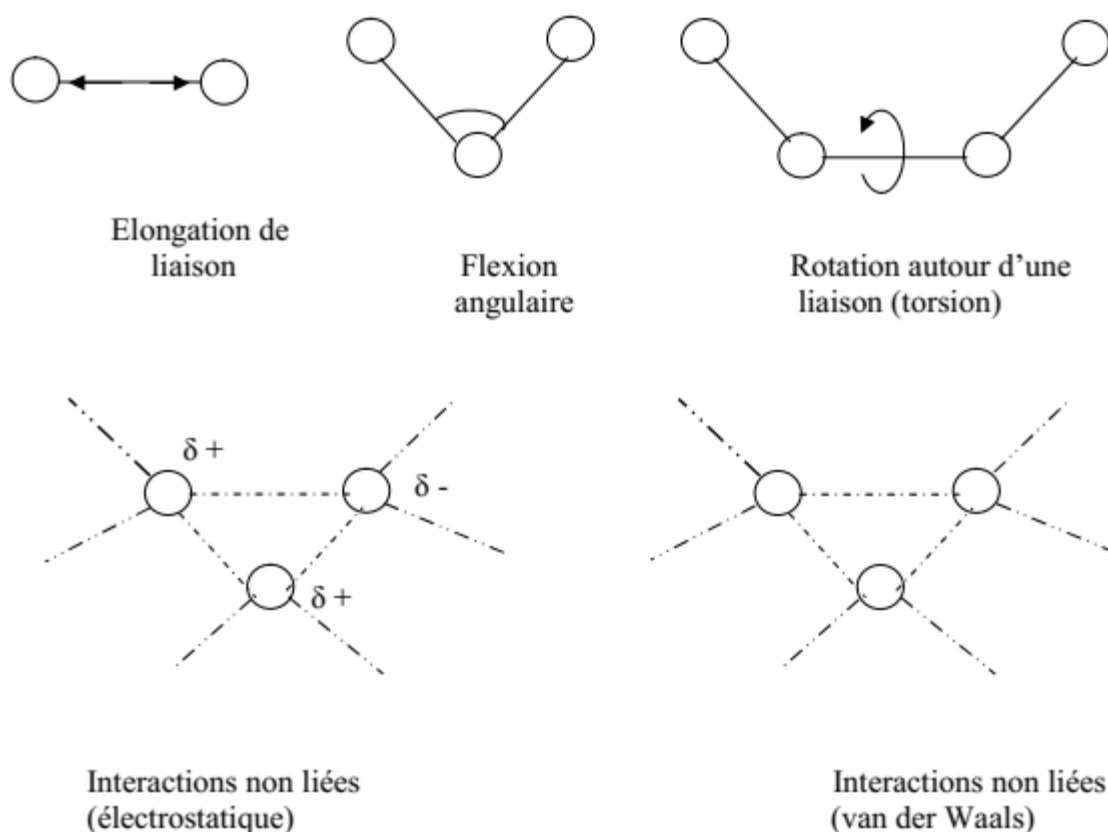 Elongation de
liaison
Flexion
angulaire
Rotation autour d’une
liaison (torsion)
δ +
δ -
δ +
Interactions non liées
(électrostatique)
Interactions non liées
(van der Waals)